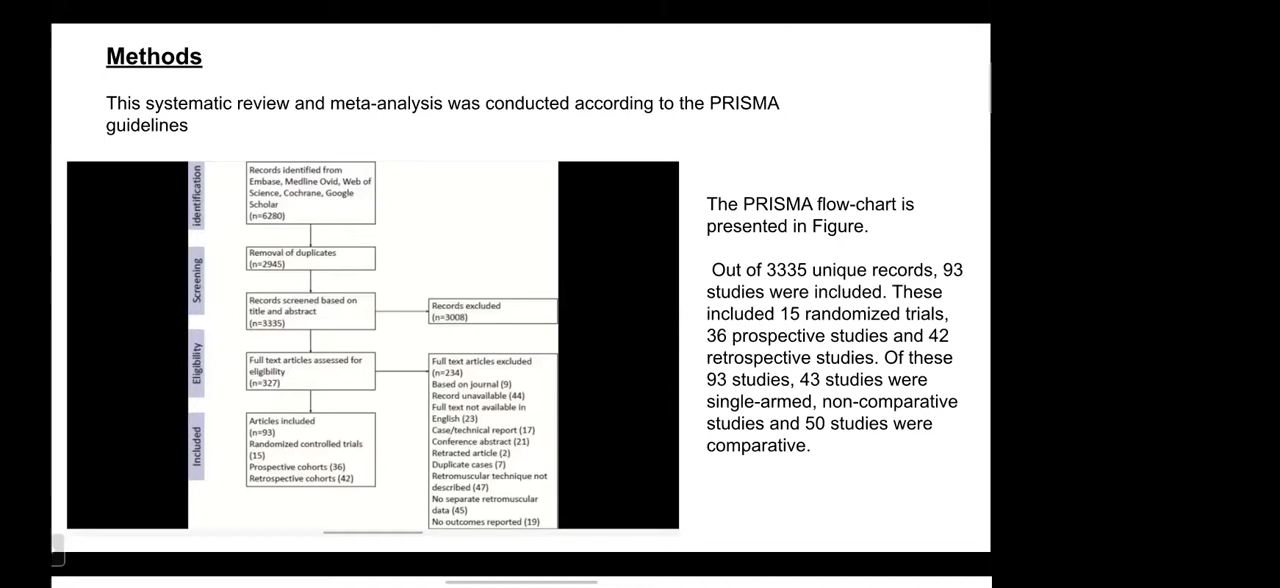 Methods
This systematic review and meta-analysis was conducted according to the PRISMA
guidelines
identification
Records identified from
Embase, Medline Ovid, Web of
Science, Cochrane, Google
Scholar
(n=6280)
Screening
Removal of duplicates
(n=2945)
Records screened based on
title and abstract
(n=3335)
Records excluded
(n=3008)
Eligibility
Full text articles assessed for
eligibility
(n=327)
Full text articles excluded
(n=234)
Based on journal (9)
Record unavailable (44)
Full text not available in
English (23)
Case/technical report (17)
Conference abstract (21)
Retracted article (2)
Duplicate cases (7)
Retromuscular technique not
described (47)
No separate retromuscular
data (45)
No outcomes reported (19)
Included
Articles included
(n=93)
Randomized controlled trials
(15)
Prospective cohorts (36)
Retrospective cohorts (42)
The PRISMA flow-chart is
presented in Figure.
Out of 3335 unique records, 93
studies were included. These
included 15 randomized trials,
36 prospective studies and 42
retrospective studies. Of these
93 studies, 43 studies were
single-armed, non-comparative
studies and 50 studies were
comparative.